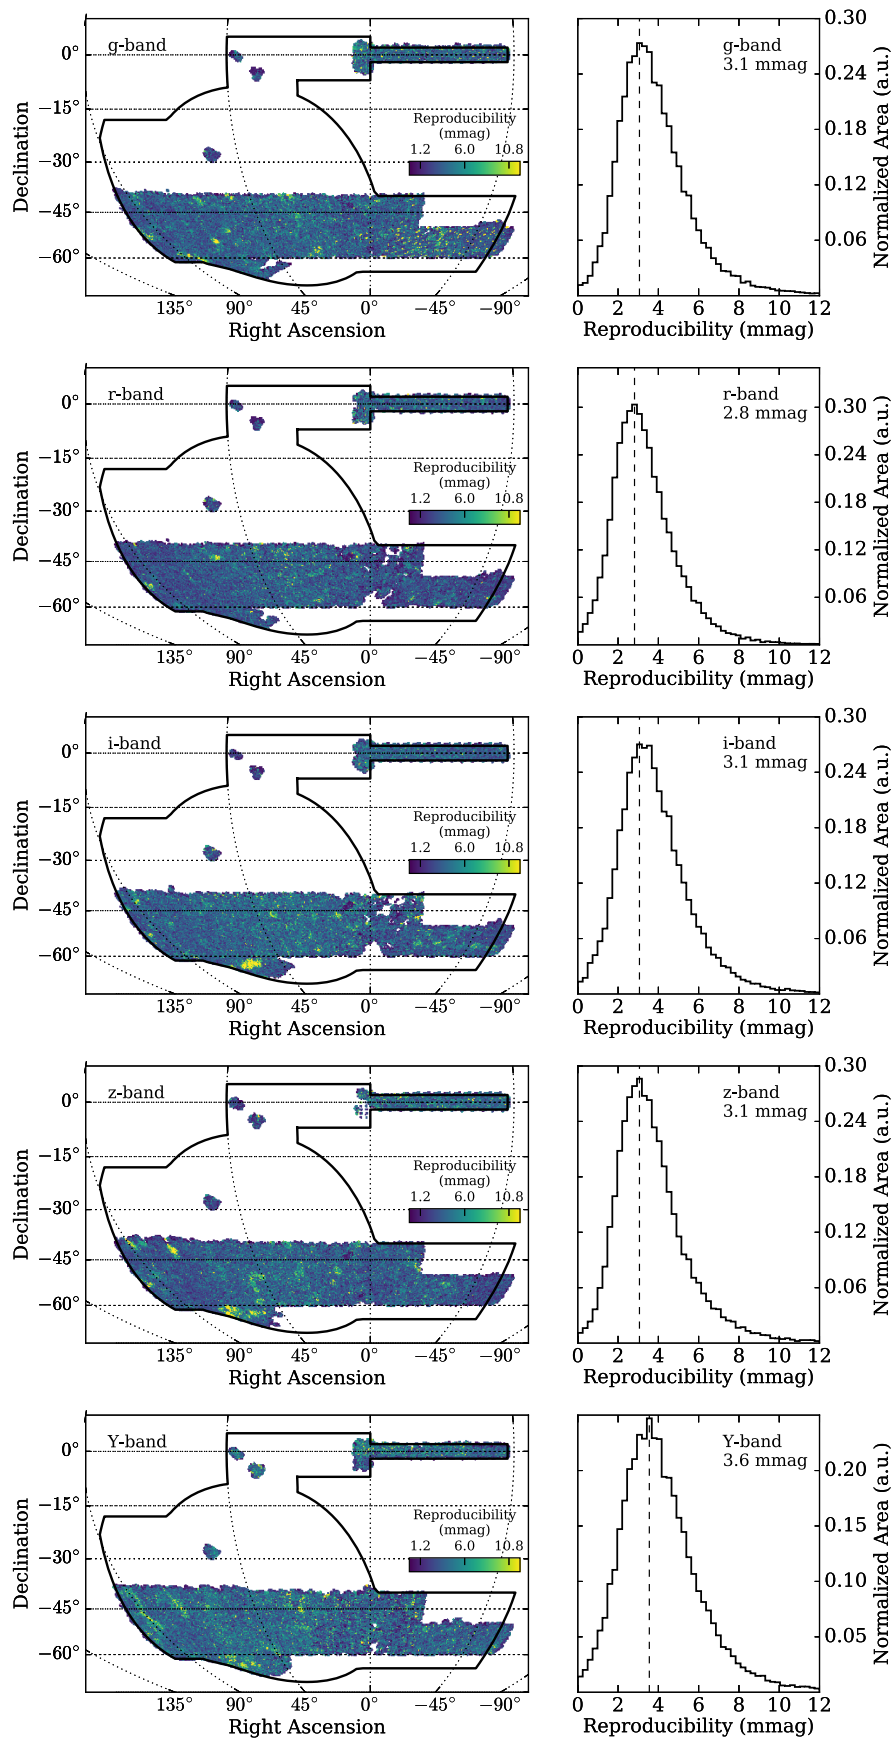 g-band
0°
−15°
−30°
−45°
−60°
Declination
Reproducibility
(mmag)
1.2 6.0 10.8
135° 90° 45° 0° −45° −90°
Right Ascension
g-band
3.1 mmag
0.30
0.24
0.18
0.12
0.06
Normalized Area (a.u.)
0 2 4 6 8 10 12
Reproducibility (mmag)
r-band
0°
−15°
−30°
−45°
−60°
Declination
Reproducibility
(mmag)
1.2 6.0 10.8
135° 90° 45° 0° −45° −90°
Right Ascension
r-band
2.8 mmag
0.30
0.24
0.18
0.12
0.06
Normalized Area (a.u.)
0 2 4 6 8 10 12
Reproducibility (mmag)
i-band
0°
−15°
−30°
−45°
−60°
Declination
Reproducibility
(mmag)
1.2 6.0 10.8
135° 90° 45° 0° −45° −90°
Right Ascension
i-band
3.1 mmag
0.30
0.24
0.18
0.12
0.06
Normalized Area (a.u.)
0 2 4 6 8 10 12
Reproducibility (mmag)
z-band
0°
−15°
−30°
−45°
−60°
Declination
Reproducibility
(mmag)
1.2 6.0 10.8
135° 90° 45° 0° −45° −90°
Right Ascension
z-band
3.1 mmag
0.30
0.24
0.18
0.12
0.06
Normalized Area (a.u.)
0 2 4 6 8 10 12
Reproducibility (mmag)
Y-band
0°
−15°
−30°
−45°
−60°
Declination
Reproducibility
(mmag)
1.2 6.0 10.8
135° 90° 45° 0° −45° −90°
Right Ascension
Y-band
3.6 mmag
0.20
0.15
0.10
0.05
Normalized Area (a.u.)
0 2 4 6 8 10 12
Reproducibility (mmag)